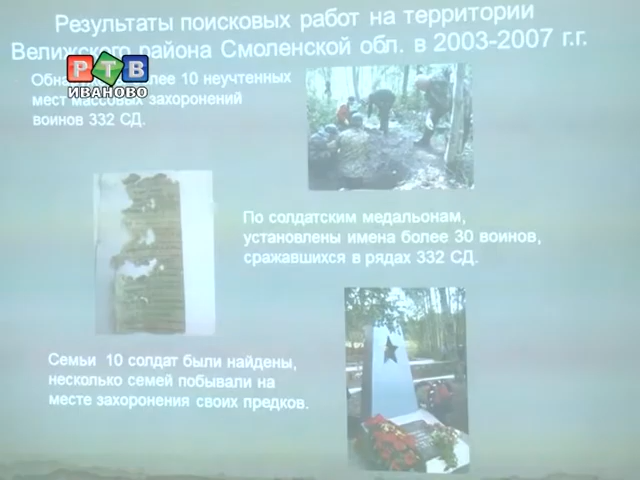 Результаты поисковых работ на территории
Велижского района Смоленской обл. в 2003-2007 г.г.
РТВ
ИВАНОВО
10 неучтенных
мест массовых захоронений
воинов 332 СД.
По солдатским медальонам,
установлены имена более 30 воинов,
сражавшихся в рядах 332 СД.
Семьи 10 солдат были найдены,
несколько семей побывали на
месте захоронения своих предков.